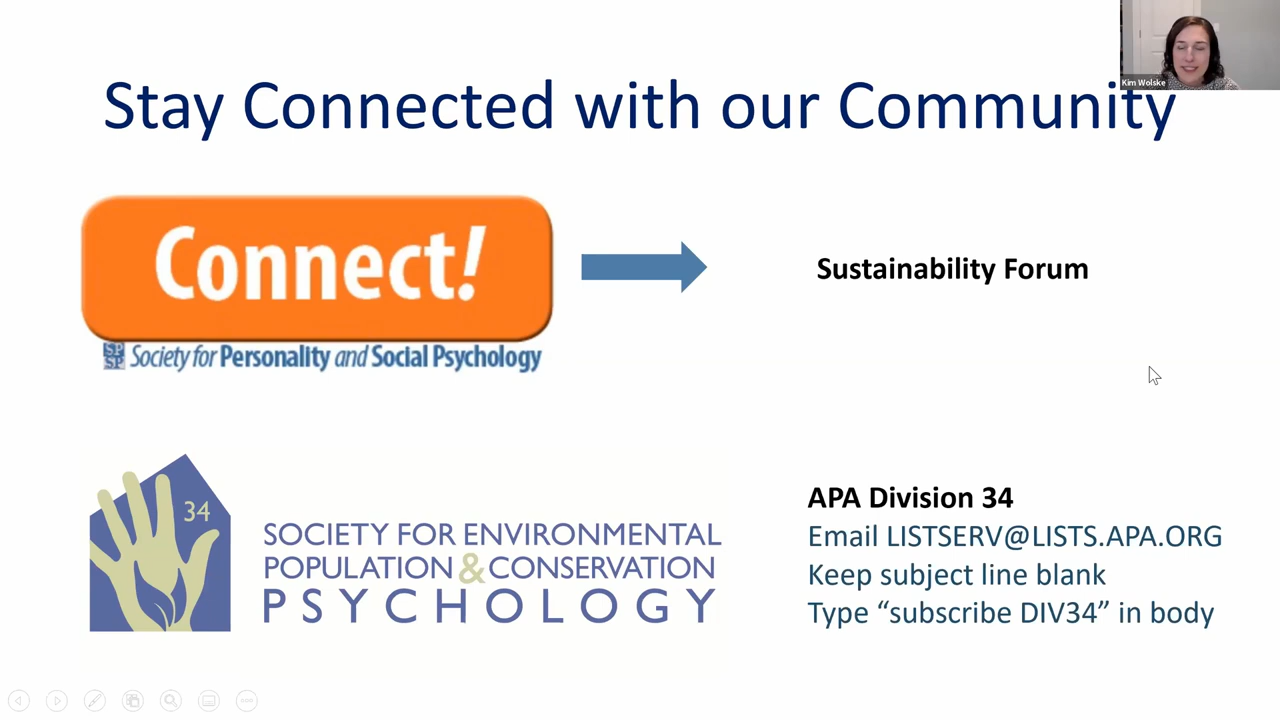 Kim Wolske
Stay Connected with our Community
Connect!
SPSP Society for Personality and Social Psychology
Sustainability Forum
34
SOCIETY FOR ENVIRONMENTAL
POPULATION & CONSERVATION
PSYCHOLOGY
APA Division 34
Email LISTSERV@LISTS.APA.ORG
Keep subject line blank
Type “subscribe DIV34” in body